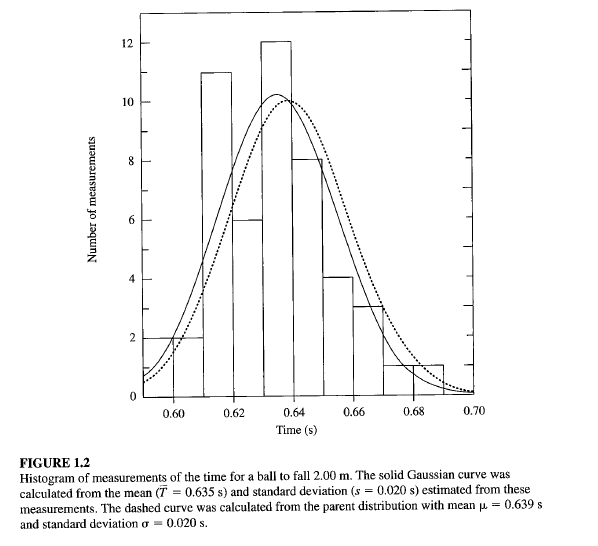 12
10
8
6
4
2
0
Number of measurements
0.60 0.62 0.64 0.66 0.68 0.70
Time (s)
FIGURE 1.2
Histogram of measurements of the time for a ball to fall 2.00 m. The solid Gaussian curve was
calculated from the mean (T̅ = 0.635 s) and standard deviation (s = 0.020 s) estimated from these
measurements. The dashed curve was calculated from the parent distribution with mean μ = 0.639 s
and standard deviation σ = 0.020 s.